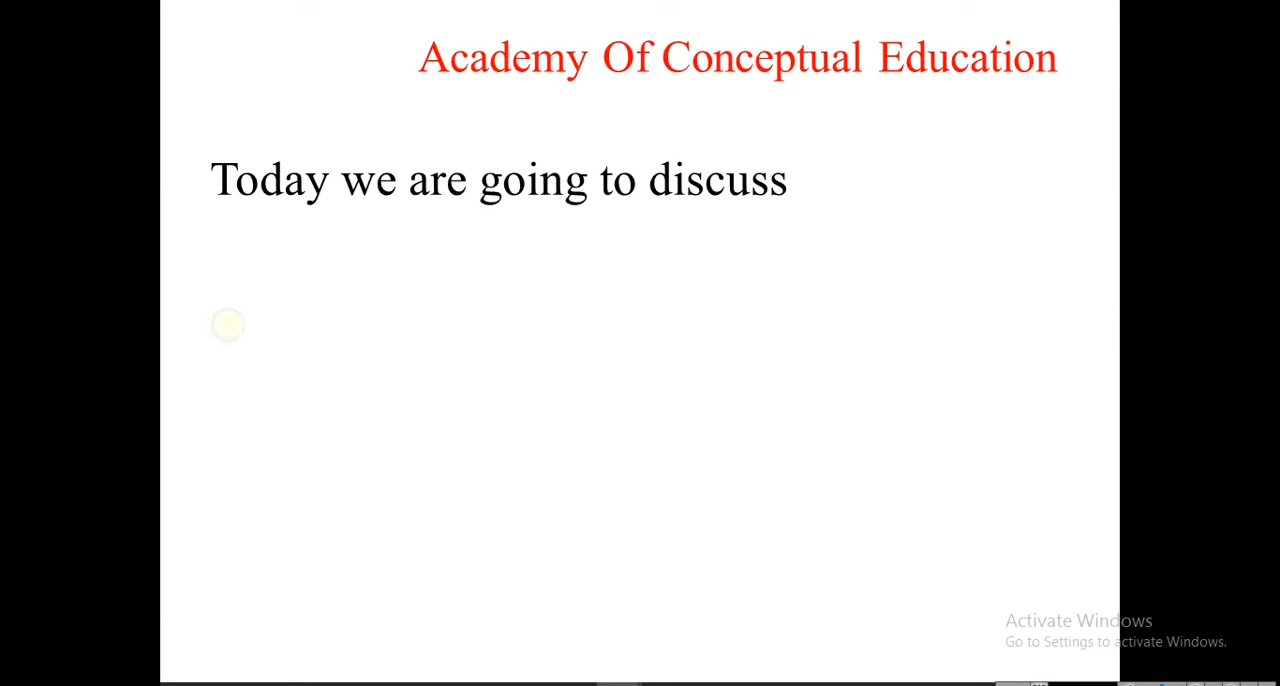 Academy Of Conceptual Education
Today we are going to discuss
Activate Windows
Go to Settings to activate Windows.